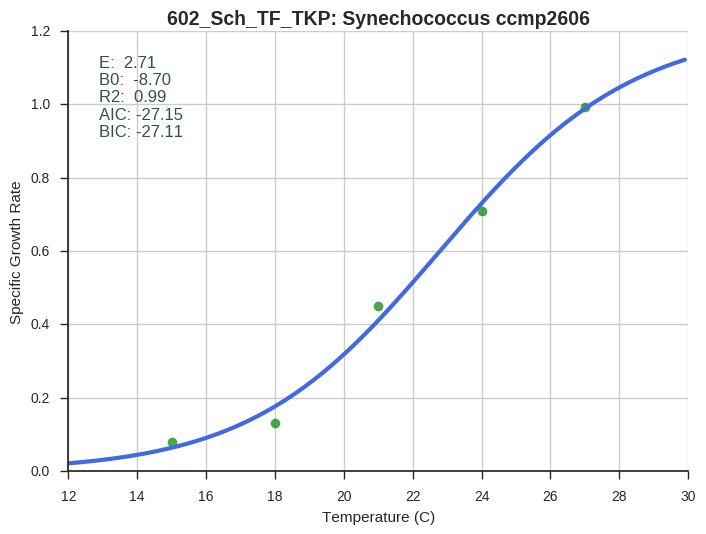 602_Sch_TF_TKP: Synechococcus ccmp2606
E:  2.71
B0:  -8.70
R2:  0.99
AIC: -27.15
BIC: -27.11
Specific Growth Rate
1.2
1.0
0.8
0.6
0.4
0.2
0.0
12 14 16 18 20 22 24 26 28 30
Temperature (C)